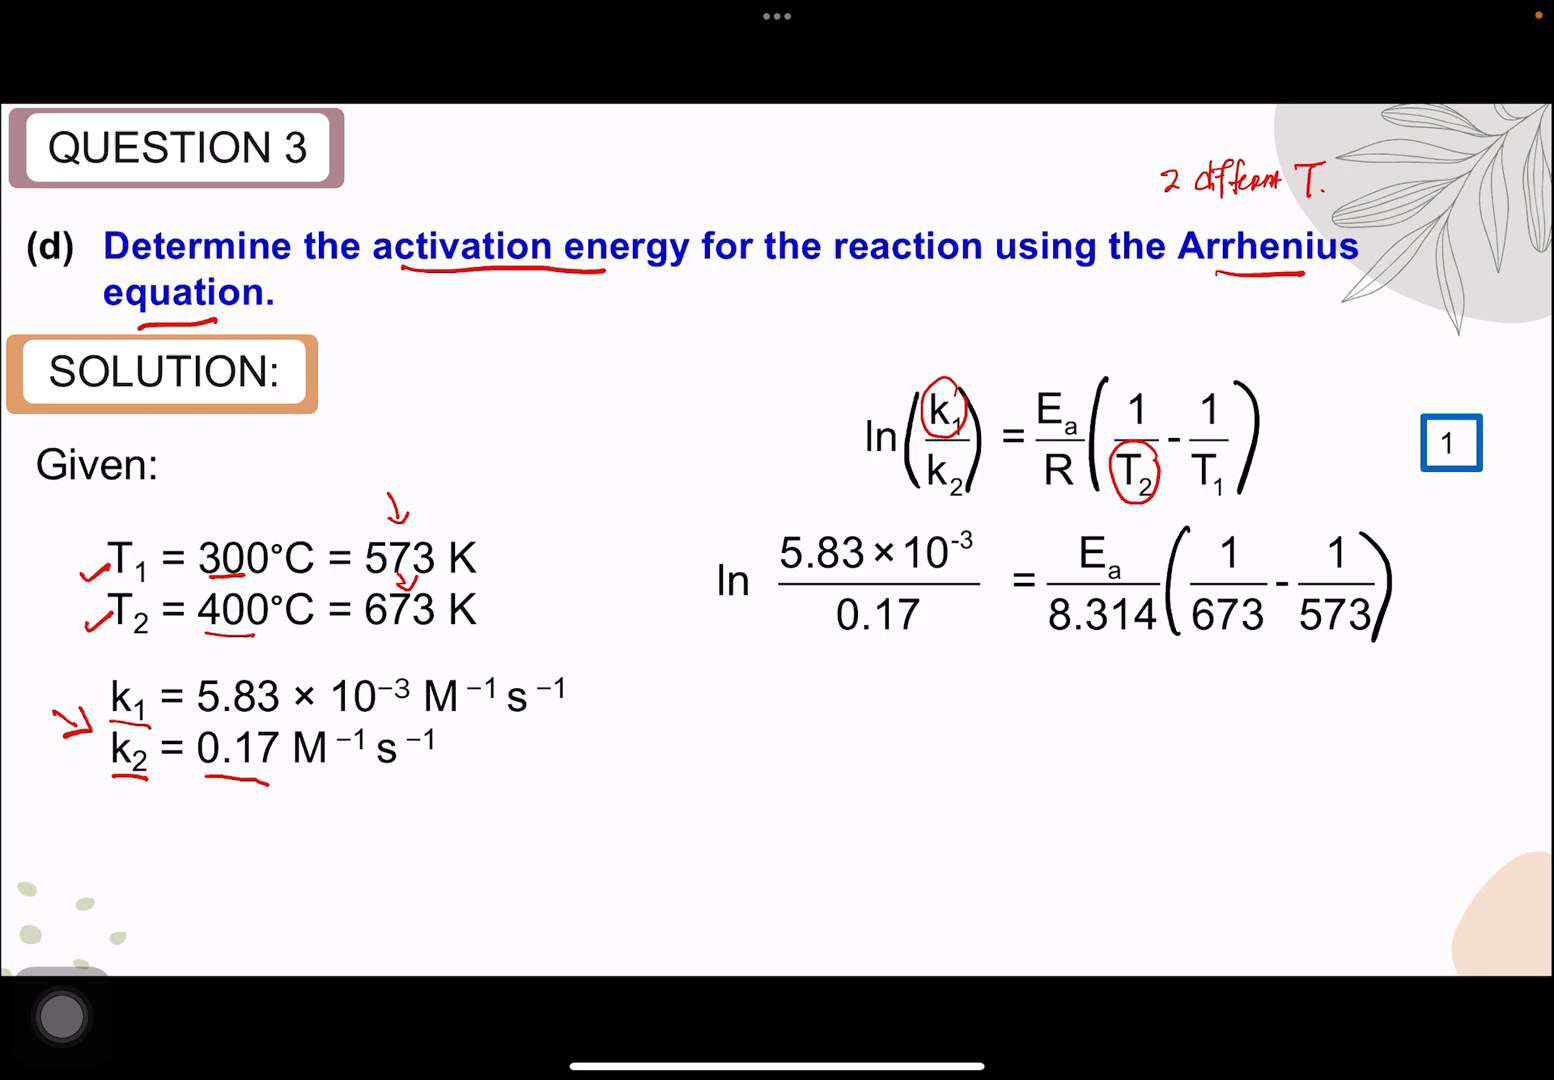 QUESTION 3
2 different T.
(d) Determine the activation energy for the reaction using the Arrhenius
equation.
SOLUTION:
ln(k₁/k₂) = Eₐ/R (1/T₂ - 1/T₁)
1
Given:
T₁ = 300°C = 573 K
T₂ = 400°C = 673 K
ln 5.83 × 10⁻³/0.17 = Eₐ/8.314 (1/673 - 1/573)
k₁ = 5.83 × 10⁻³ M⁻¹ s⁻¹
k₂ = 0.17 M⁻¹ s⁻¹